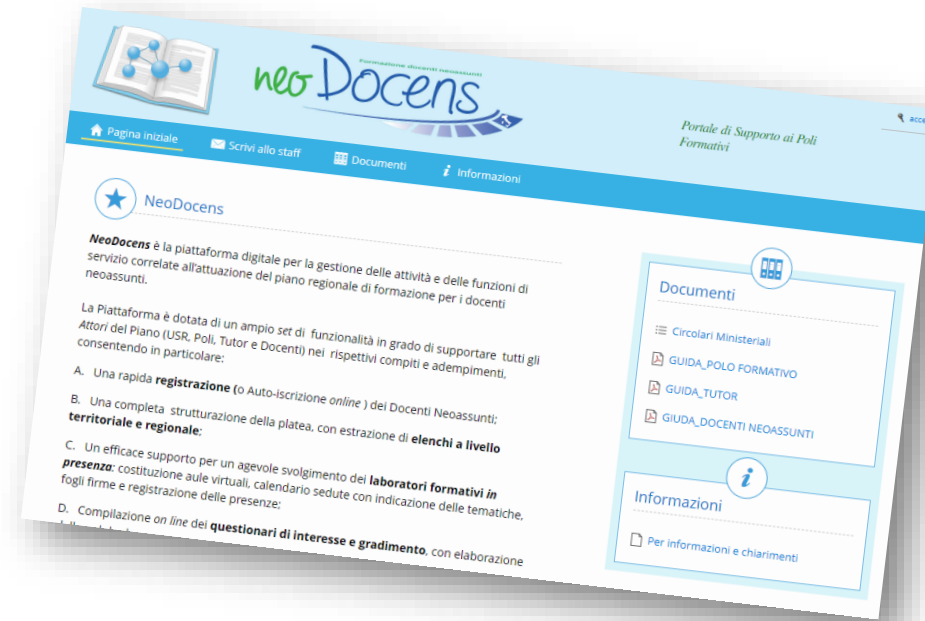 Formazione docenti neoassunti
neoDocens
Portale di Supporto ai Poli
Formativi
Pagina iniziale
Scrivi allo staff
Documenti
Informazioni
NeoDocens
NeoDocens è la piattaforma digitale per la gestione delle attività e delle funzioni di
servizio correlate all'attuazione del piano regionale di formazione per i docenti
neoassunti.
La Piattaforma è dotata di un ampio set di funzionalità in grado di supportare tutti gli
Attori del Piano (USR, Poli, Tutor e Docenti) nei rispettivi compiti e adempimenti,
consentendo in particolare:
A. Una rapida registrazione (o Auto-iscrizione online ) dei Docenti Neoassunti;
B. Una completa strutturazione della platea, con estrazione di elenchi a livello
territoriale e regionale;
C. Un efficace supporto per un agevole svolgimento dei laboratori formativi in
presenza: costituzione aule virtuali, calendario sedute con indicazione delle tematiche,
fogli firme e registrazione delle presenze;
D. Compilazione on line dei questionari di interesse e gradimento, con elaborazione
Documenti
Circolari Ministeriali
GUIDA_POLO FORMATIVO
GUIDA_TUTOR
GIUDA_DOCENTI NEOASSUNTI
Informazioni
Per informazioni e chiarimenti